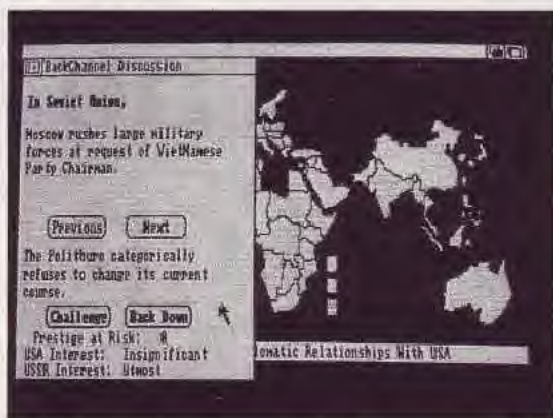 BackChannel Discussion
In Soviet Union,
Moscow rushes large military
forces at request of VietNamese
Party Chairman.
Previous Next
The Politburo categorically
refuses to change its current
course.
Challenge Back Down
Prestige at Risk:
USA Interest: Insignificant
USSR Interest: Utmost
lomatic Relationships With USA